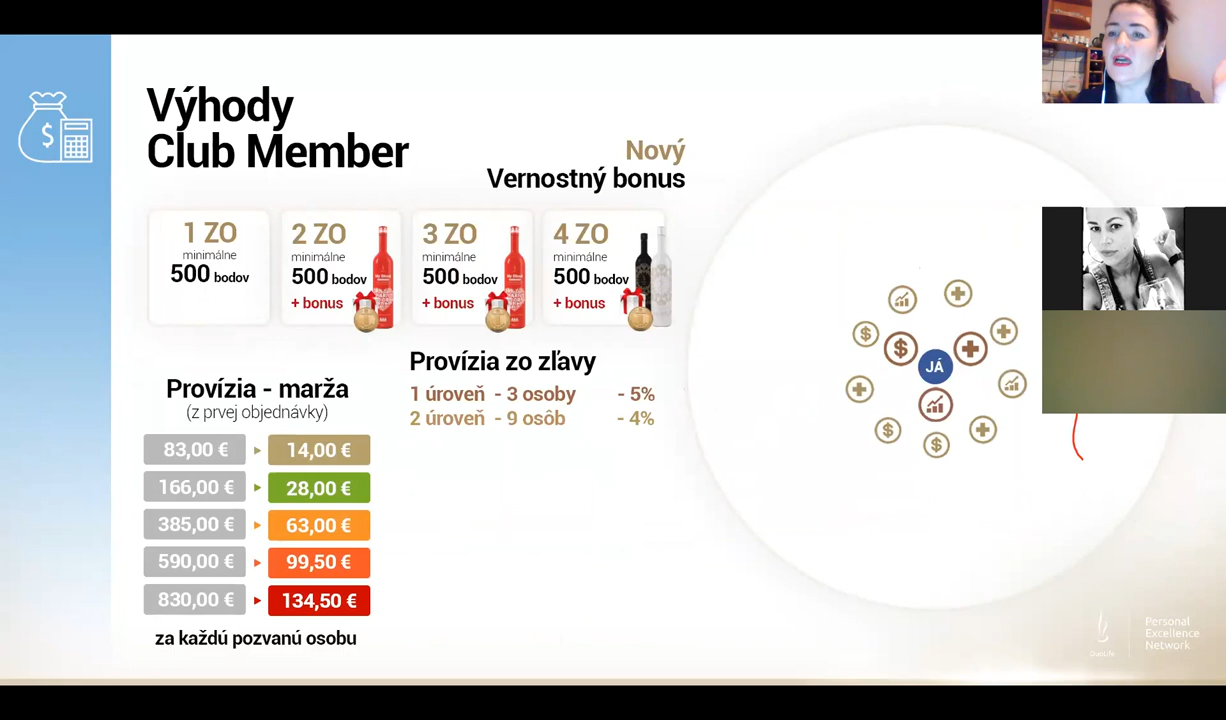 Výhody
Club Member
Nový
Vernostný bonus
1 ZO
minimálne
500 bodov
2 ZO
minimálne
500 bodov
+ bonus
3 ZO
minimálne
500 bodov
+ bonus
4 ZO
minimálne
500 bodov
+ bonus
Provízia - marža
(z prvej objednávky)
83,00 € 14,00 €
166,00 € 28,00 €
385,00 € 63,00 €
590,00 € 99,50 €
830,00 € 134,50 €
za každú pozvanú osobu
Provízia zo zľavy
1 úroveň - 3 osoby - 5%
2 úroveň - 9 osôb - 4%
JÁ
DuoLife
Personal
Excellence
Network